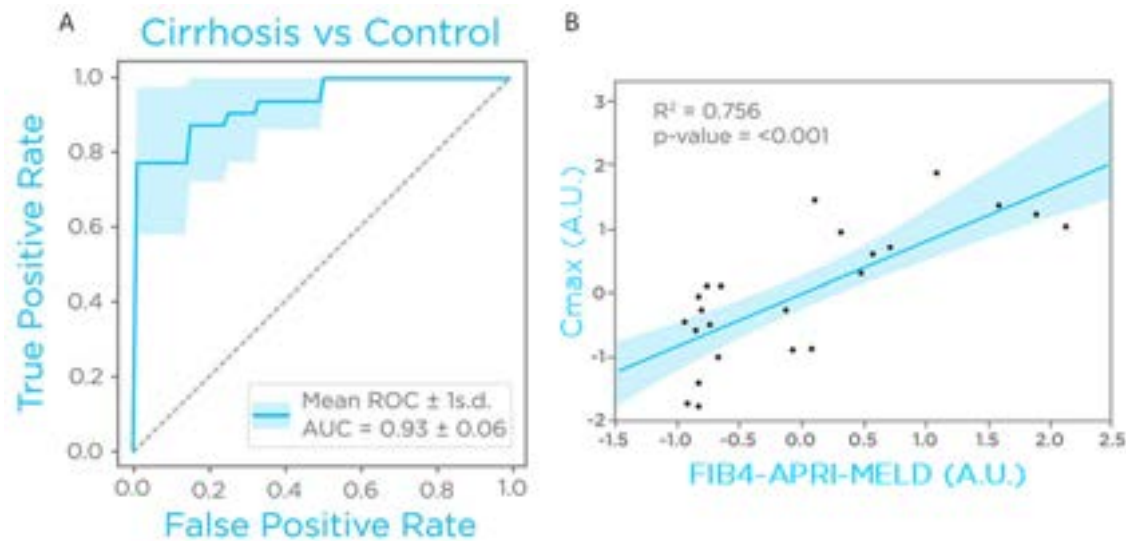 A
Cirrhosis vs Control
True Positive Rate
1.0
0.8
0.6
0.4
0.2
0.0
Mean ROC ± 1s.d.
AUC = 0.93 ± 0.06
0.0 0.2 0.4 0.6 0.8 1.0
False Positive Rate
B
R² = 0.756
p-value = <0.001
Cmax (A.U.)
3
2
1
0
-1
-2
-1.5 -1.0 -0.5 0.0 0.5 1.0 1.5 2.0 2.5
FIB4-APRI-MELD (A.U.)